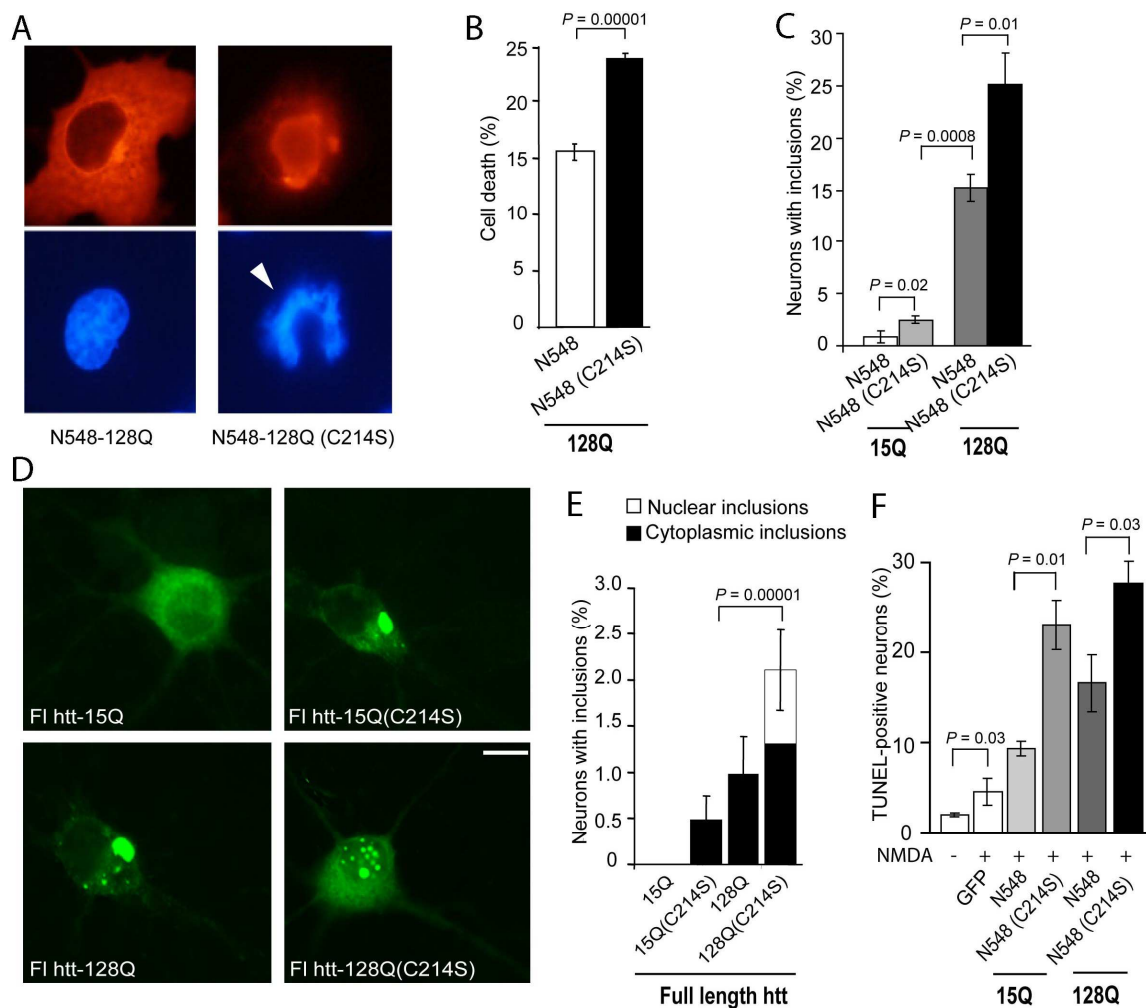 A
N548-128Q
N548-128Q (C214S)
B
P = 0.00001
Cell death (%)
25
20
15
10
5
0
N548
N548 (C214S)
128Q
C
P = 0.01
P = 0.0008
P = 0.02
Neurons with inclusions (%)
30
25
20
15
10
5
0
N548
N548 (C214S)
N548
N548 (C214S)
15Q
128Q
D
Fl htt-15Q
Fl htt-15Q(C214S)
Fl htt-128Q
Fl htt-128Q(C214S)
E
Nuclear inclusions
Cytoplasmic inclusions
P = 0.00001
Neurons with inclusions (%)
3.0
2.5
2.0
1.5
1.0
0.5
0
15Q
15Q(C214S)
128Q
128Q(C214S)
Full length htt
F
P = 0.03
P = 0.01
P = 0.03
TUNEL-positive neurons (%)
30
20
10
0
NMDA - + + + + +
GFP
N548
N548 (C214S)
N548
N548 (C214S)
15Q
128Q